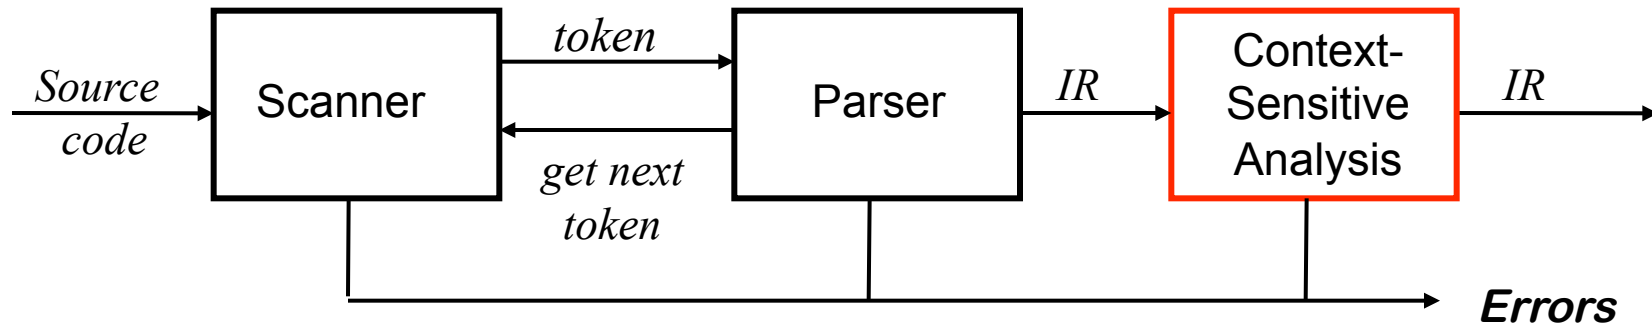 Source
code
Scanner
token
get next
token
Parser
IR
Context-
Sensitive
Analysis
IR
Errors